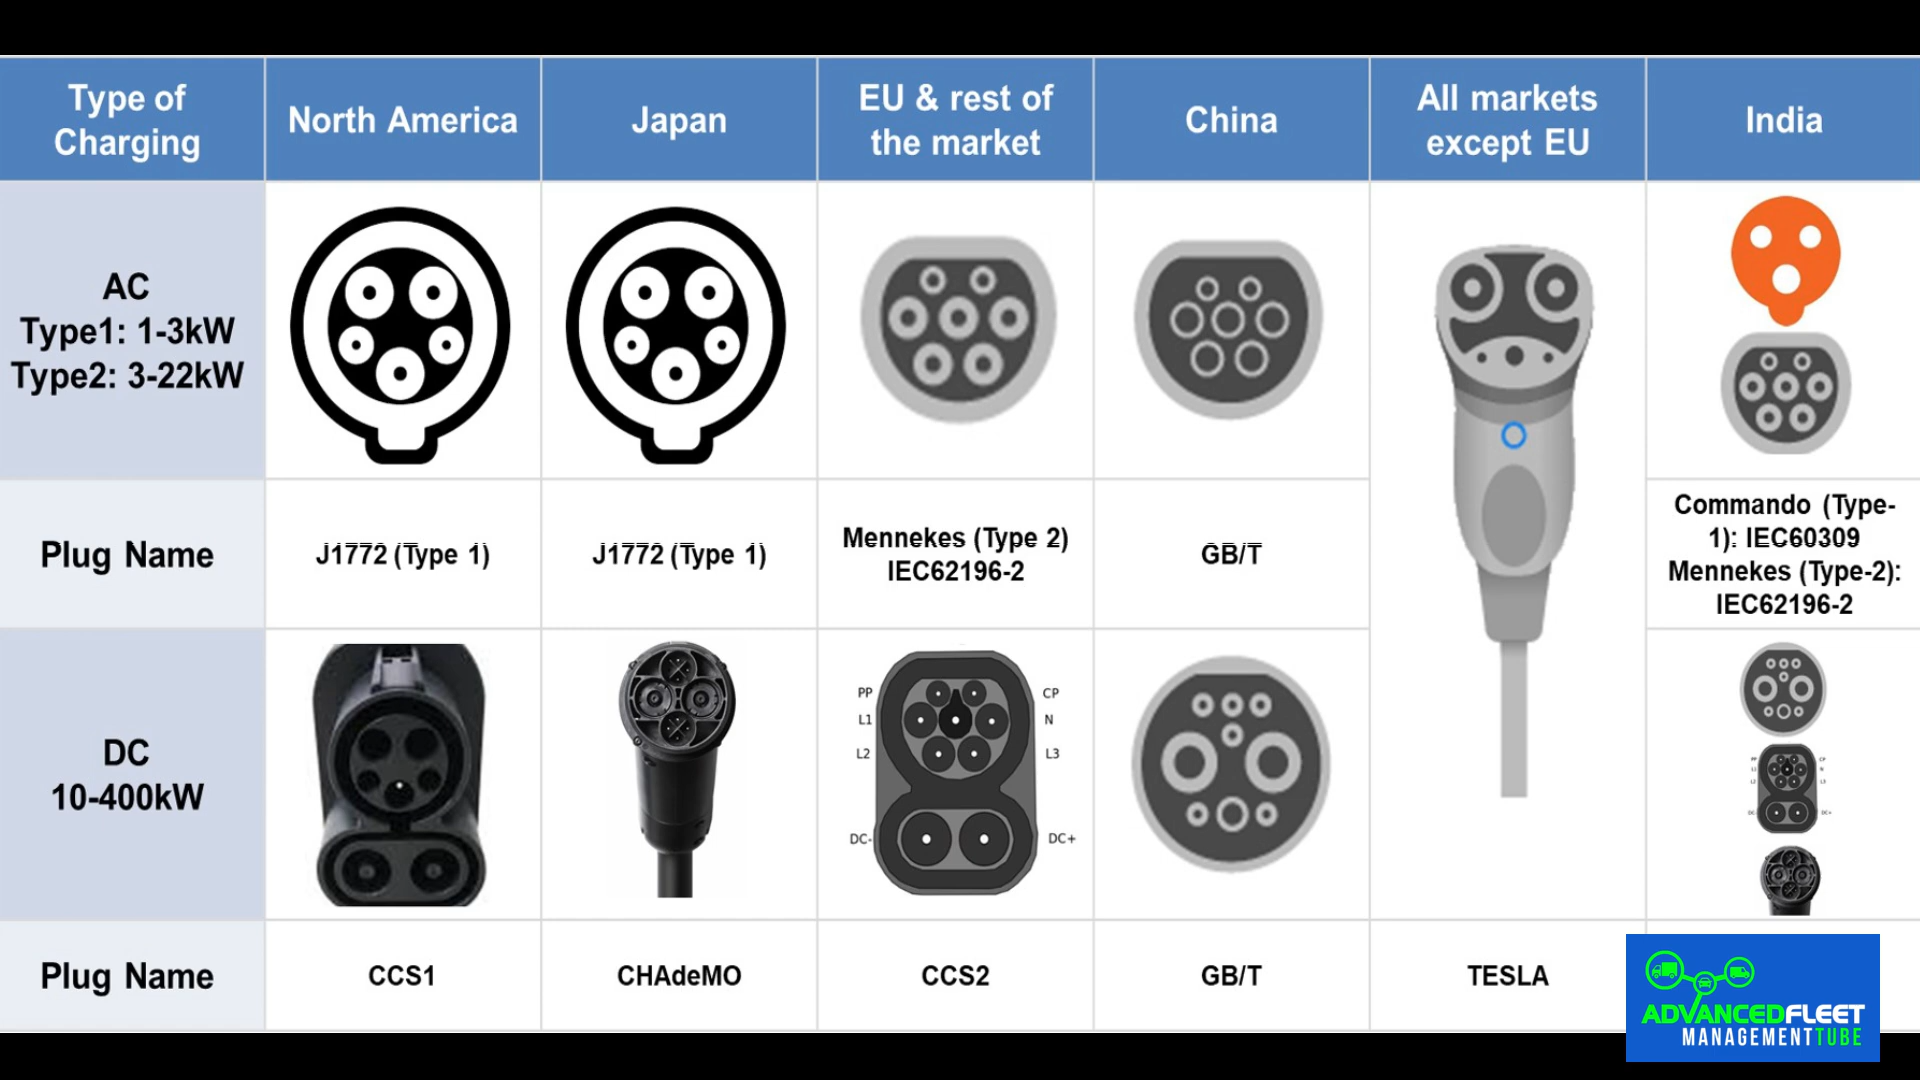 Type of
Charging
North America
Japan
EU & rest of
the market
China
All markets
except EU
India
AC
Type1: 1-3kW
Type2: 3-22kW
Plug Name
J1772 (Type 1)
J1772 (Type 1)
Mennekes (Type 2)
IEC62196-2
GB/T
Commando (Type-
1): IEC60309
Mennekes (Type-2):
IEC62196-2
DC
10-400kW
PP
CP
L1
N
L2
L3
DC-
DC+
Plug Name
CCS1
CHAdeMO
CCS2
GB/T
TESLA
ADVANCEDFLEET
MANAGEMENTTUBE